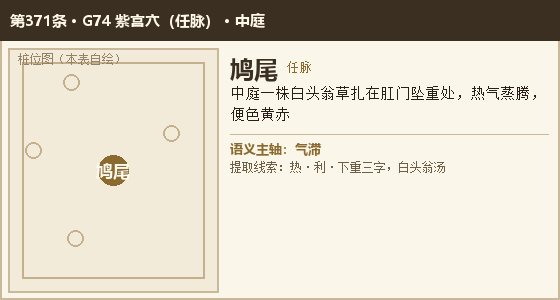 第371条·G74 紫宫六（任脉）·中庭
桩位图（本表自绘）
鸠尾
鸠尾 任脉
中庭一株白头翁草扎在肛门坠重处，热气蒸腾，
便色黄赤
语义主轴：气滞
提取线索：热·利·下重三字，白头翁汤